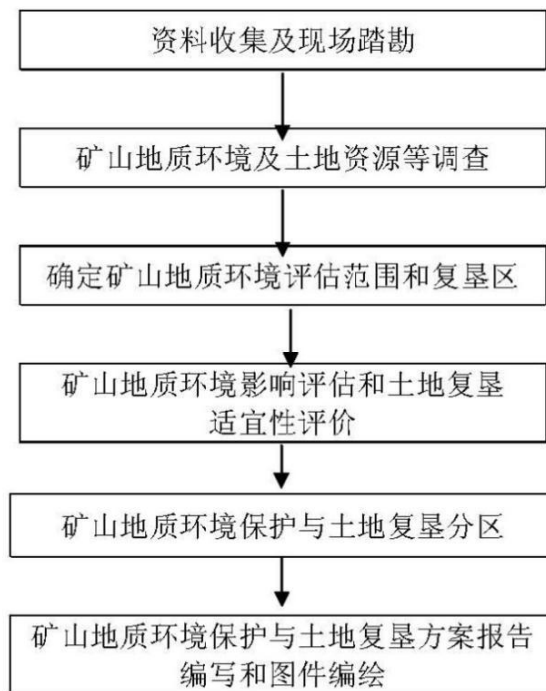 资料收集及现场踏勘
矿山地质环境及土地资源等调查
确定矿山地质环境评估范围和复垦区
矿山地质环境影响评估和土地复垦
适宜性评价
矿山地质环境保护与土地复垦分区
矿山地质环境保护与土地复垦方案报告
编写和图件编绘